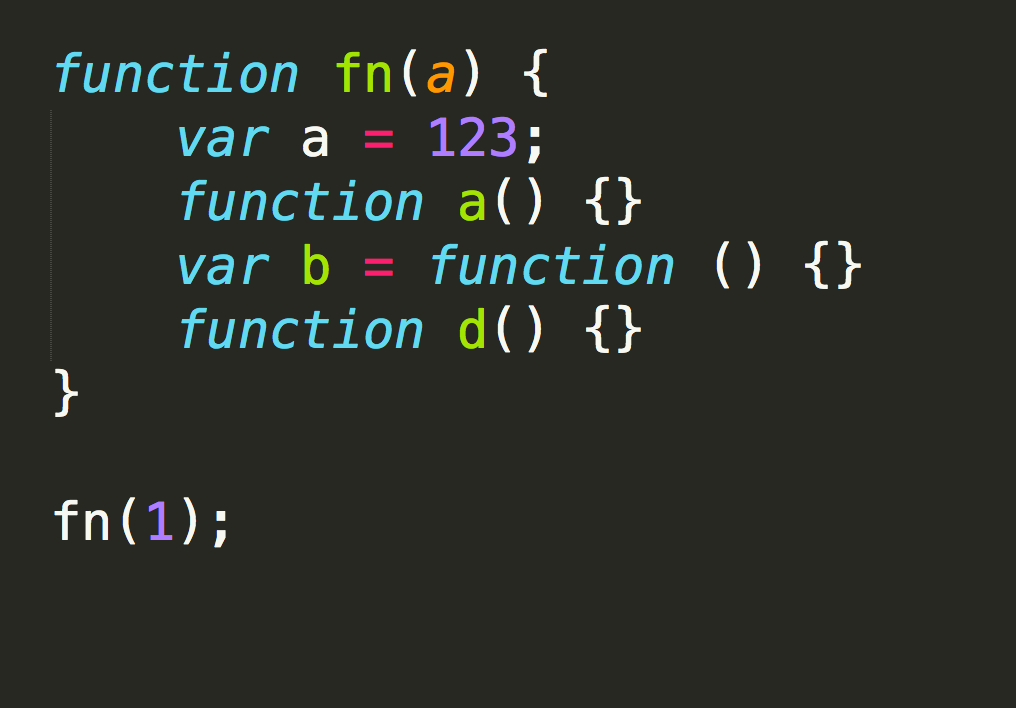 function fn(a) {
    var a = 123;
    function a() {}
    var b = function () {}
    function d() {}
}

fn(1);